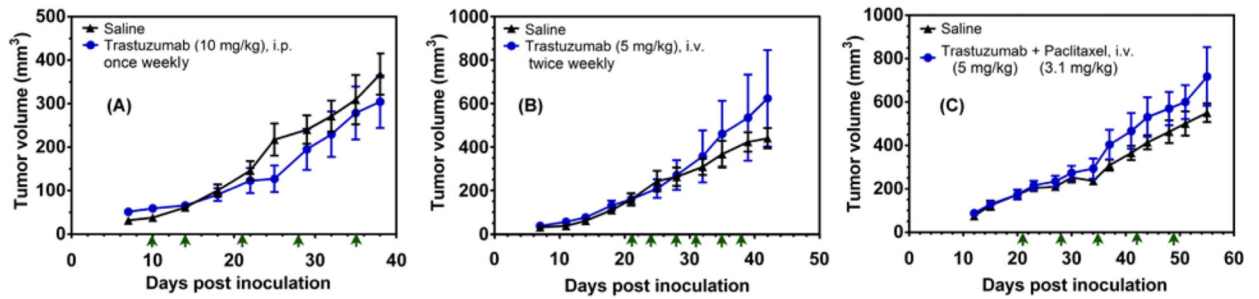 Tumor volume (mm³)
500
400
300
200
100
0
Saline
Trastuzumab (10 mg/kg), i.p.
once weekly
(A)
0 10 20 30 40
Days post inoculation
Tumor volume (mm³)
1000
800
600
400
200
0
Saline
Trastuzumab (5 mg/kg), i.v.
twice weekly
(B)
0 10 20 30 40 50
Days post inoculation
Tumor volume (mm³)
1000
800
600
400
200
0
Saline
Trastuzumab + Paclitaxel, i.v.
(5 mg/kg) (3.1 mg/kg)
(C)
0 10 20 30 40 50 60
Days post inoculation